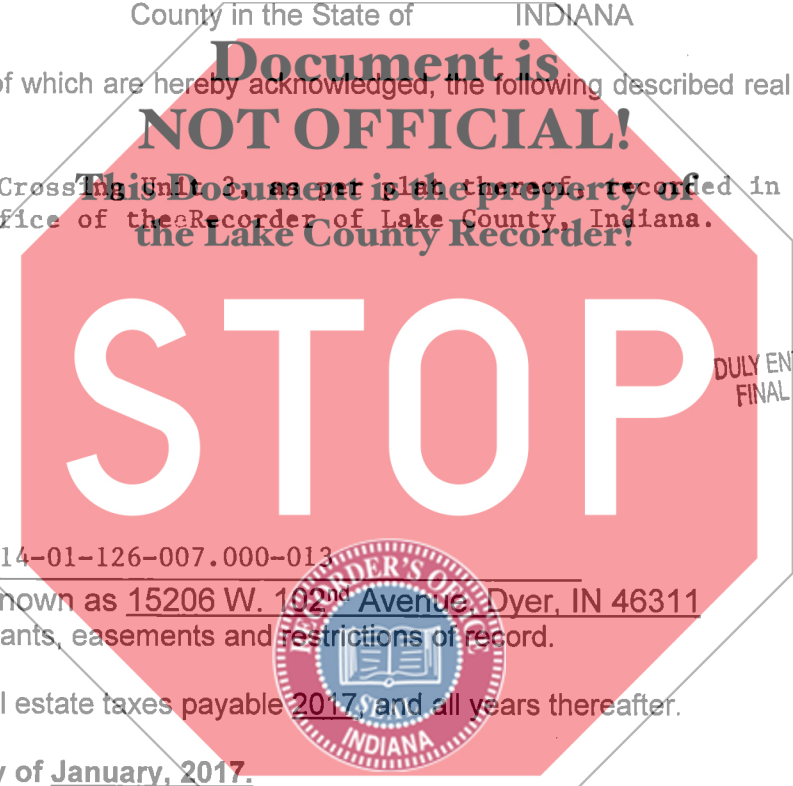 County in the State of INDIANA
Document is
of which are hereby acknowledged, the following described real
NOT OFFICIAL!
Crossing Unit 3, as per plat thereof, recorded in
This Document is the property of
fice of the Recorder of Lake County, Indiana.
the Lake County Recorder!
STOP
DULY EN
FINAL
14-01-126-007.000-013
nown as 15206 W. 102nd Avenue, Dyer, IN 46311
ants, easements and restrictions of record.
l estate taxes payable 2017, and all years thereafter.
y of January, 2017.
RECORDER'S OFFICE
SEAL
INDIANA